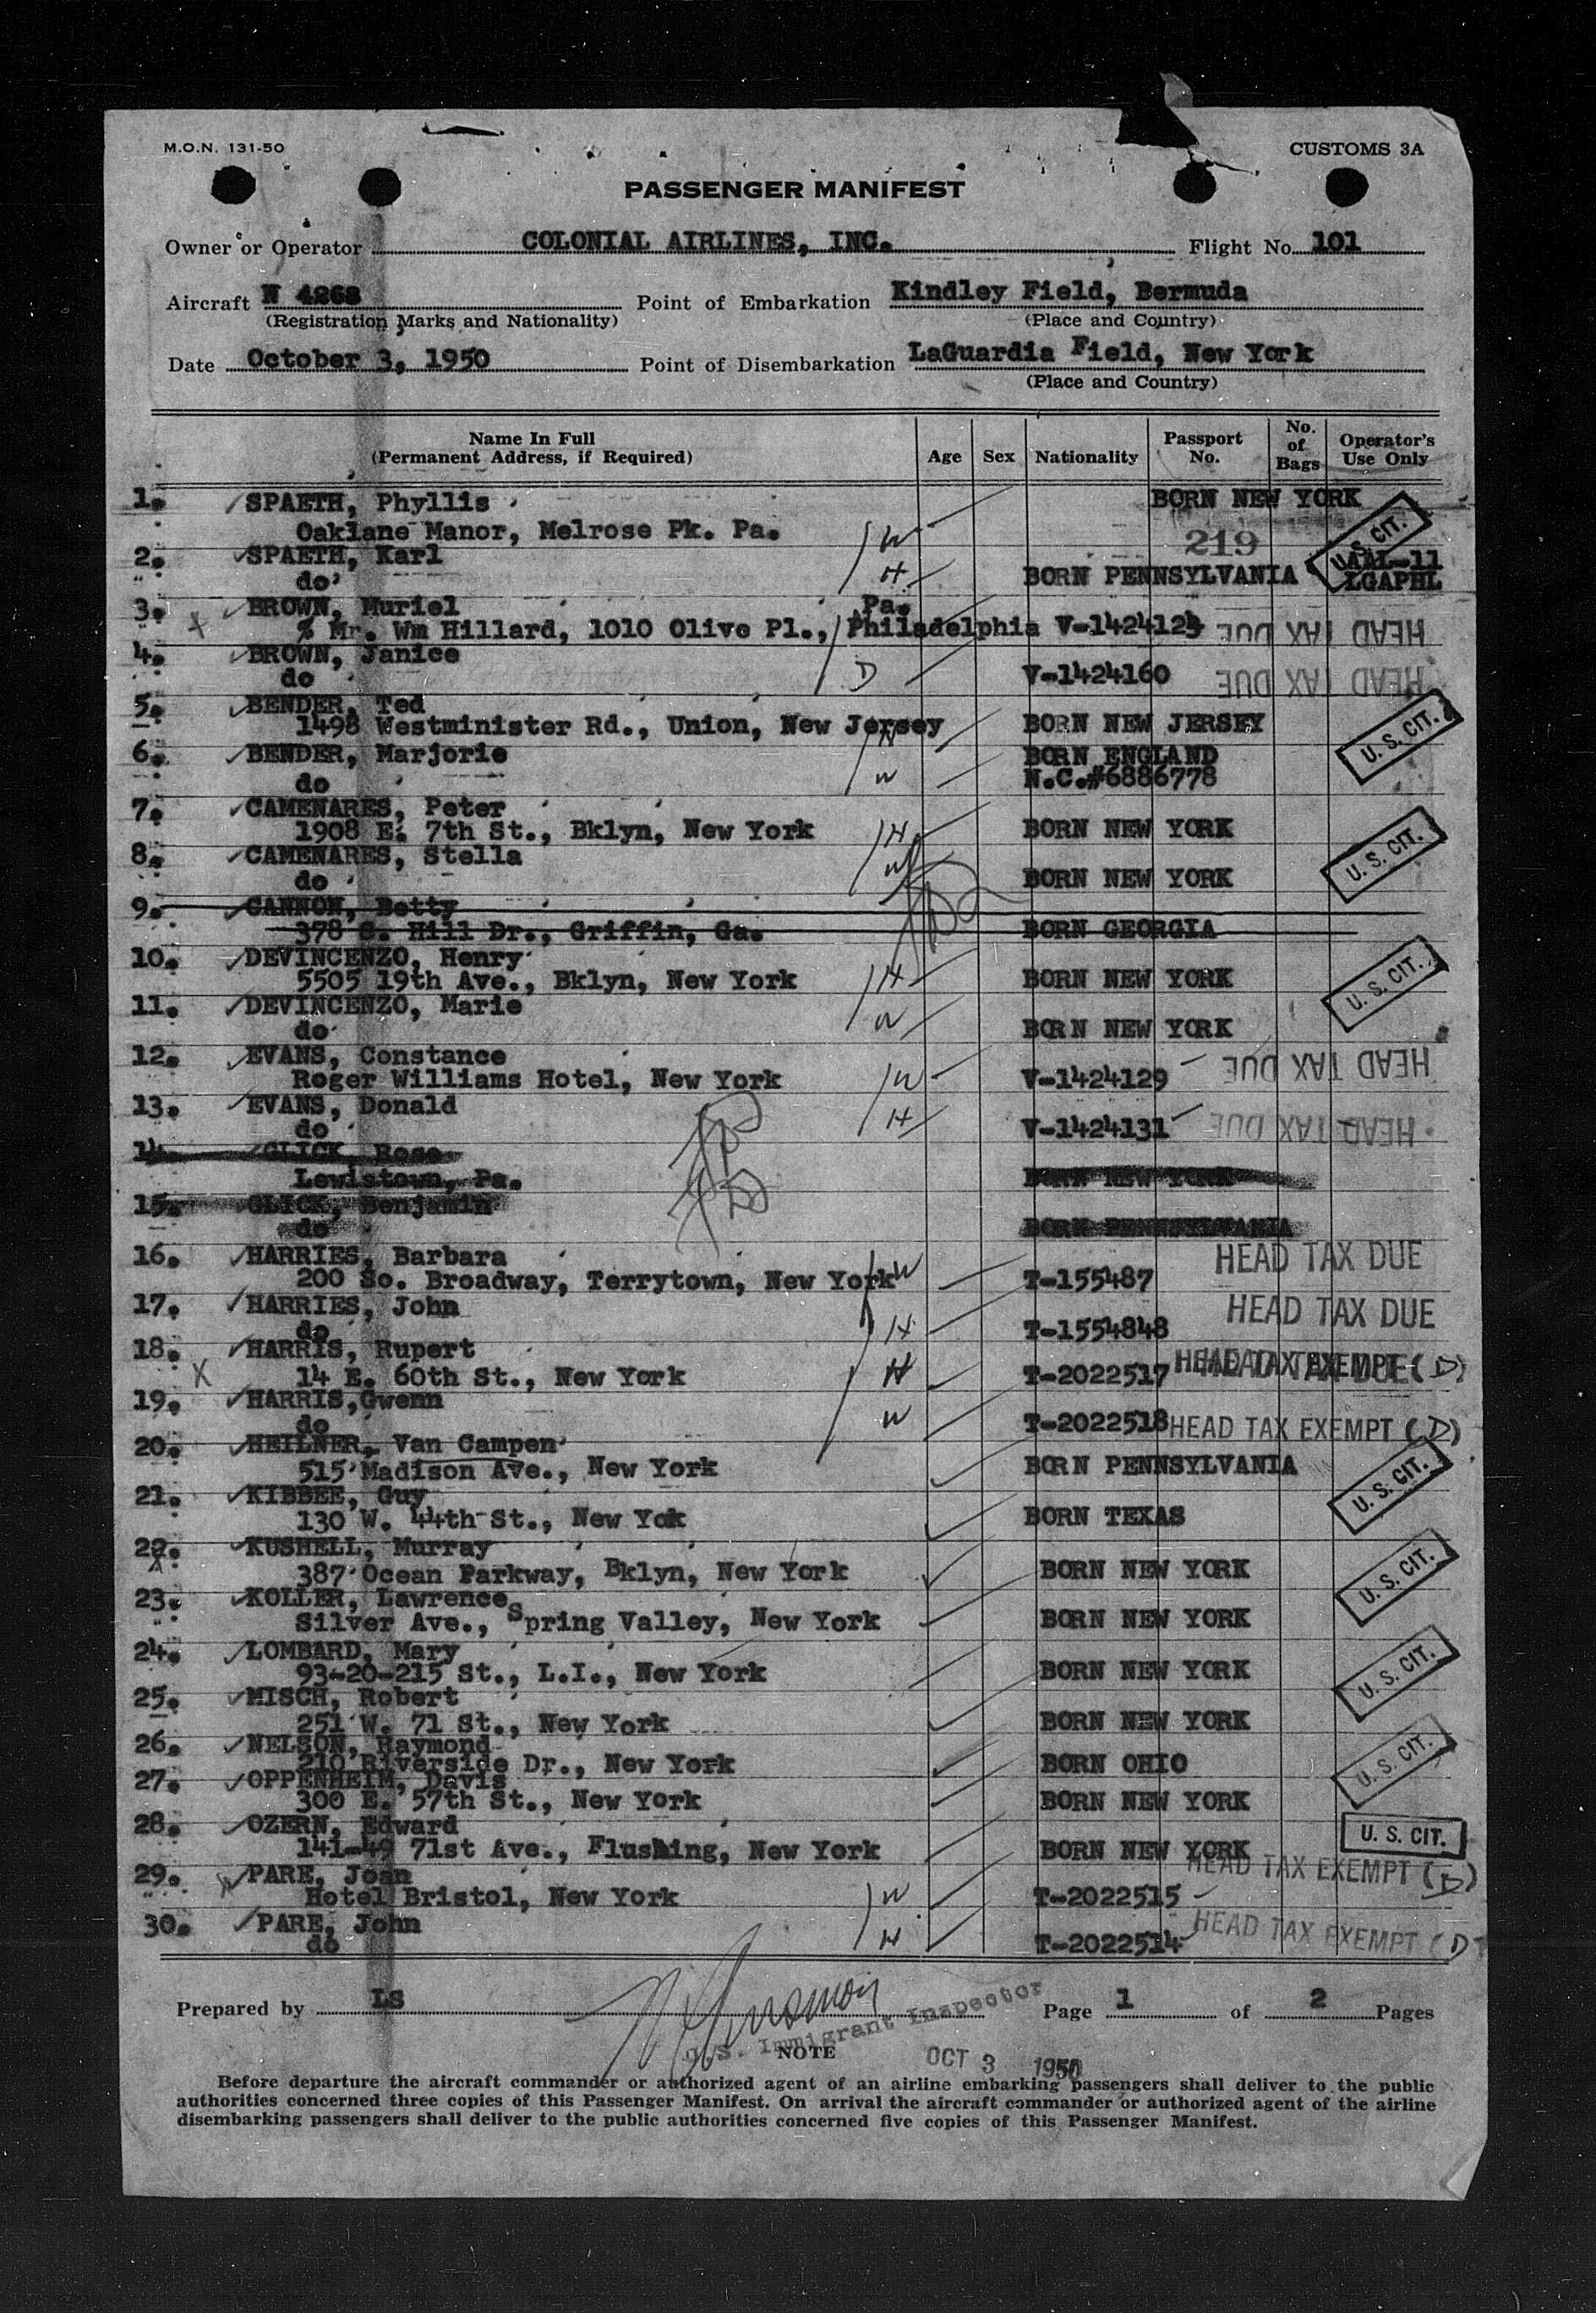 M.O.N. 131-50
CUSTOMS 3A
PASSENGER MANIFEST
Owner or Operator COLONIAL AIRLINES, INC. Flight No. 101
Aircraft N 4268 Point of Embarkation Kindley Field, Bermuda
(Registration Marks and Nationality) (Place and Country)
Date October 3, 1950 Point of Disembarkation LaGuardia Field, New York
(Place and Country)
Name In Full (Permanent Address, if Required) Age Sex Nationality Passport No. No. of Bags Operator's Use Only
1. SPAETH, Phyllis BORN NEW YORK
Oaklane Manor, Melrose Pk. Pa. W 219 U.S. CIT.
2. SPAETH, Karl UAAL-11
do H BORN PENNSYLVANIA LGAPHL
3. BROWN, Muriel Pa.
X % Mr. Wm Hillard, 1010 Olive Pl., Philadelphia V-1424123 HEAD TAX DUE
4. BROWN, Janice
do D V-1424160 HEAD TAX DUE
5. BENDER, Ted
1498 Westminister Rd., Union, New Jersey H BORN NEW JERSEY U. S. CIT.
6. BENDER, Marjorie BORN ENGLAND
do W N.C.#6886778
7. CAMENARES, Peter
1908 E. 7th St., Bklyn, New York H BORN NEW YORK U. S. CIT.
8. CAMENARES, Stella
do W BORN NEW YORK
9. CANNON, Betty
378 S. Hill Dr., Griffin, Ga. BORN GEORGIA
10. DEVINCENZO, Henry
5505 19th Ave., Bklyn, New York H BORN NEW YORK U. S. CIT.
11. DEVINCENZO, Marie
do W BORN NEW YORK
12. EVANS, Constance
Roger Williams Hotel, New York W V-1424129 HEAD TAX DUE
13. EVANS, Donald
do H V-1424131 HEAD TAX DUE
14. GLICK, Rose
Lewistown, Pa. BORN NEW YORK
15. GLICK, Benjamin
do BORN PENNSYLVANIA
16. HARRIES, Barbara HEAD TAX DUE
200 So. Broadway, Terrytown, New York W T-155487
17. HARRIES, John HEAD TAX DUE
do H T-1554848
18. HARRIS, Rupert
X 14 E. 60th St., New York H T-2022517 HEAD TAX EXEMPT (D)
19. HARRIS,Gwenn
do W T-2022518 HEAD TAX EXEMPT (D)
20. HEILNER, Van Campen
515 Madison Ave., New York BORN PENNSYLVANIA U. S. CIT.
21. KIBBEE, Guy
130 W. 44th St., New Yok BORN TEXAS
22. KUSHELL, Murray
387 Ocean Parkway, Bklyn, New York BORN NEW YORK U. S. CIT.
23. KOLLER, Lawrence
Silver Ave., Spring Valley, New York BORN NEW YORK
24. LOMBARD, Mary
93-20-215 St., L.I., New York BORN NEW YORK U. S. CIT.
25. MISCH, Robert
251 W. 71 St., New York BORN NEW YORK
26. NELSON, Raymond
210 Riverside Dr., New York BORN OHIO U. S. CIT.
27. OPPENHEIM, Davis
300 E. 57th St., New York BORN NEW YORK
28. OZERN, Edward U. S. CIT.
141-49 71st Ave., Flushing, New York BORN NEW YORK
29. PARE, Joan HEAD TAX EXEMPT (D)
Hotel Bristol, New York W T-2022515
30. PARE, John
do H T-2022514 HEAD TAX EXEMPT (D)
Prepared by LS Page 1 of 2 Pages
U.S. Immigrant Inspector
NOTE
OCT 3 1950
Before departure the aircraft commander or authorized agent of an airline embarking passengers shall deliver to the public
authorities concerned three copies of this Passenger Manifest. On arrival the aircraft commander or authorized agent of the airline
disembarking passengers shall deliver to the public authorities concerned five copies of this Passenger Manifest.